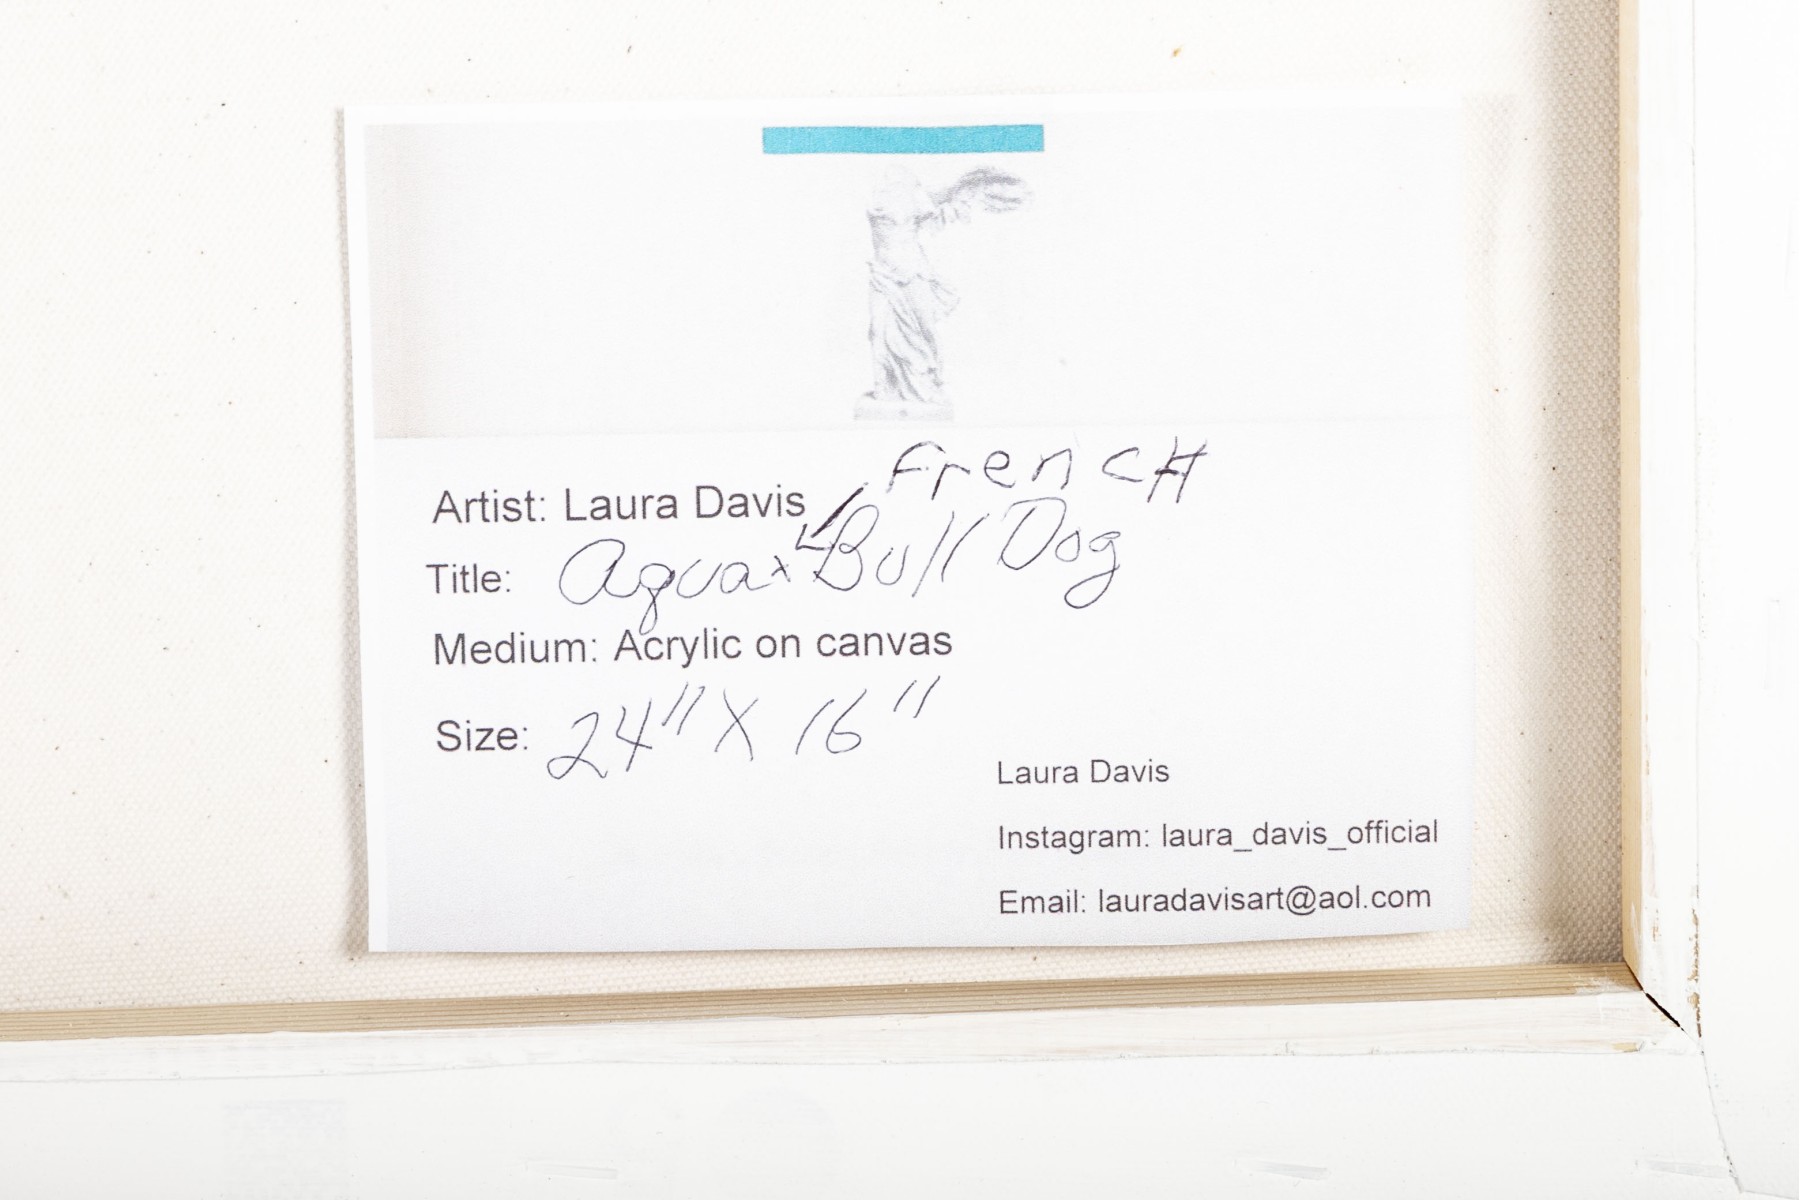 FrencH
Artist: Laura Davis
Title: Aqua Bull Dog
Medium: Acrylic on canvas
Size: 24" X 16"
Laura Davis
Instagram: laura_davis_official
Email: lauradavisart@aol.com